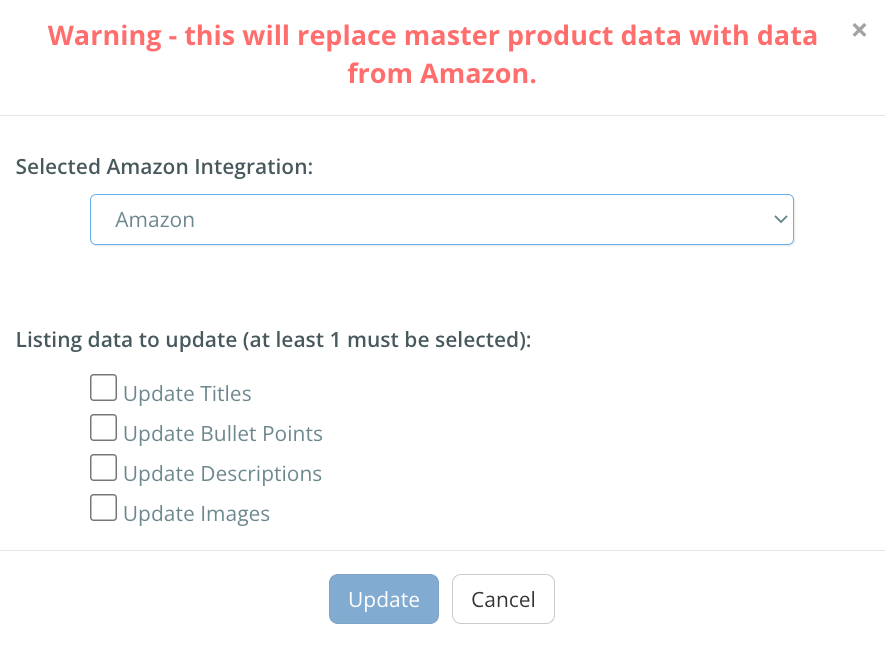 Warning - this will replace master product data with data
from Amazon.
×
Selected Amazon Integration:
Amazon
Listing data to update (at least 1 must be selected):
Update Titles
Update Bullet Points
Update Descriptions
Update Images
Update Cancel